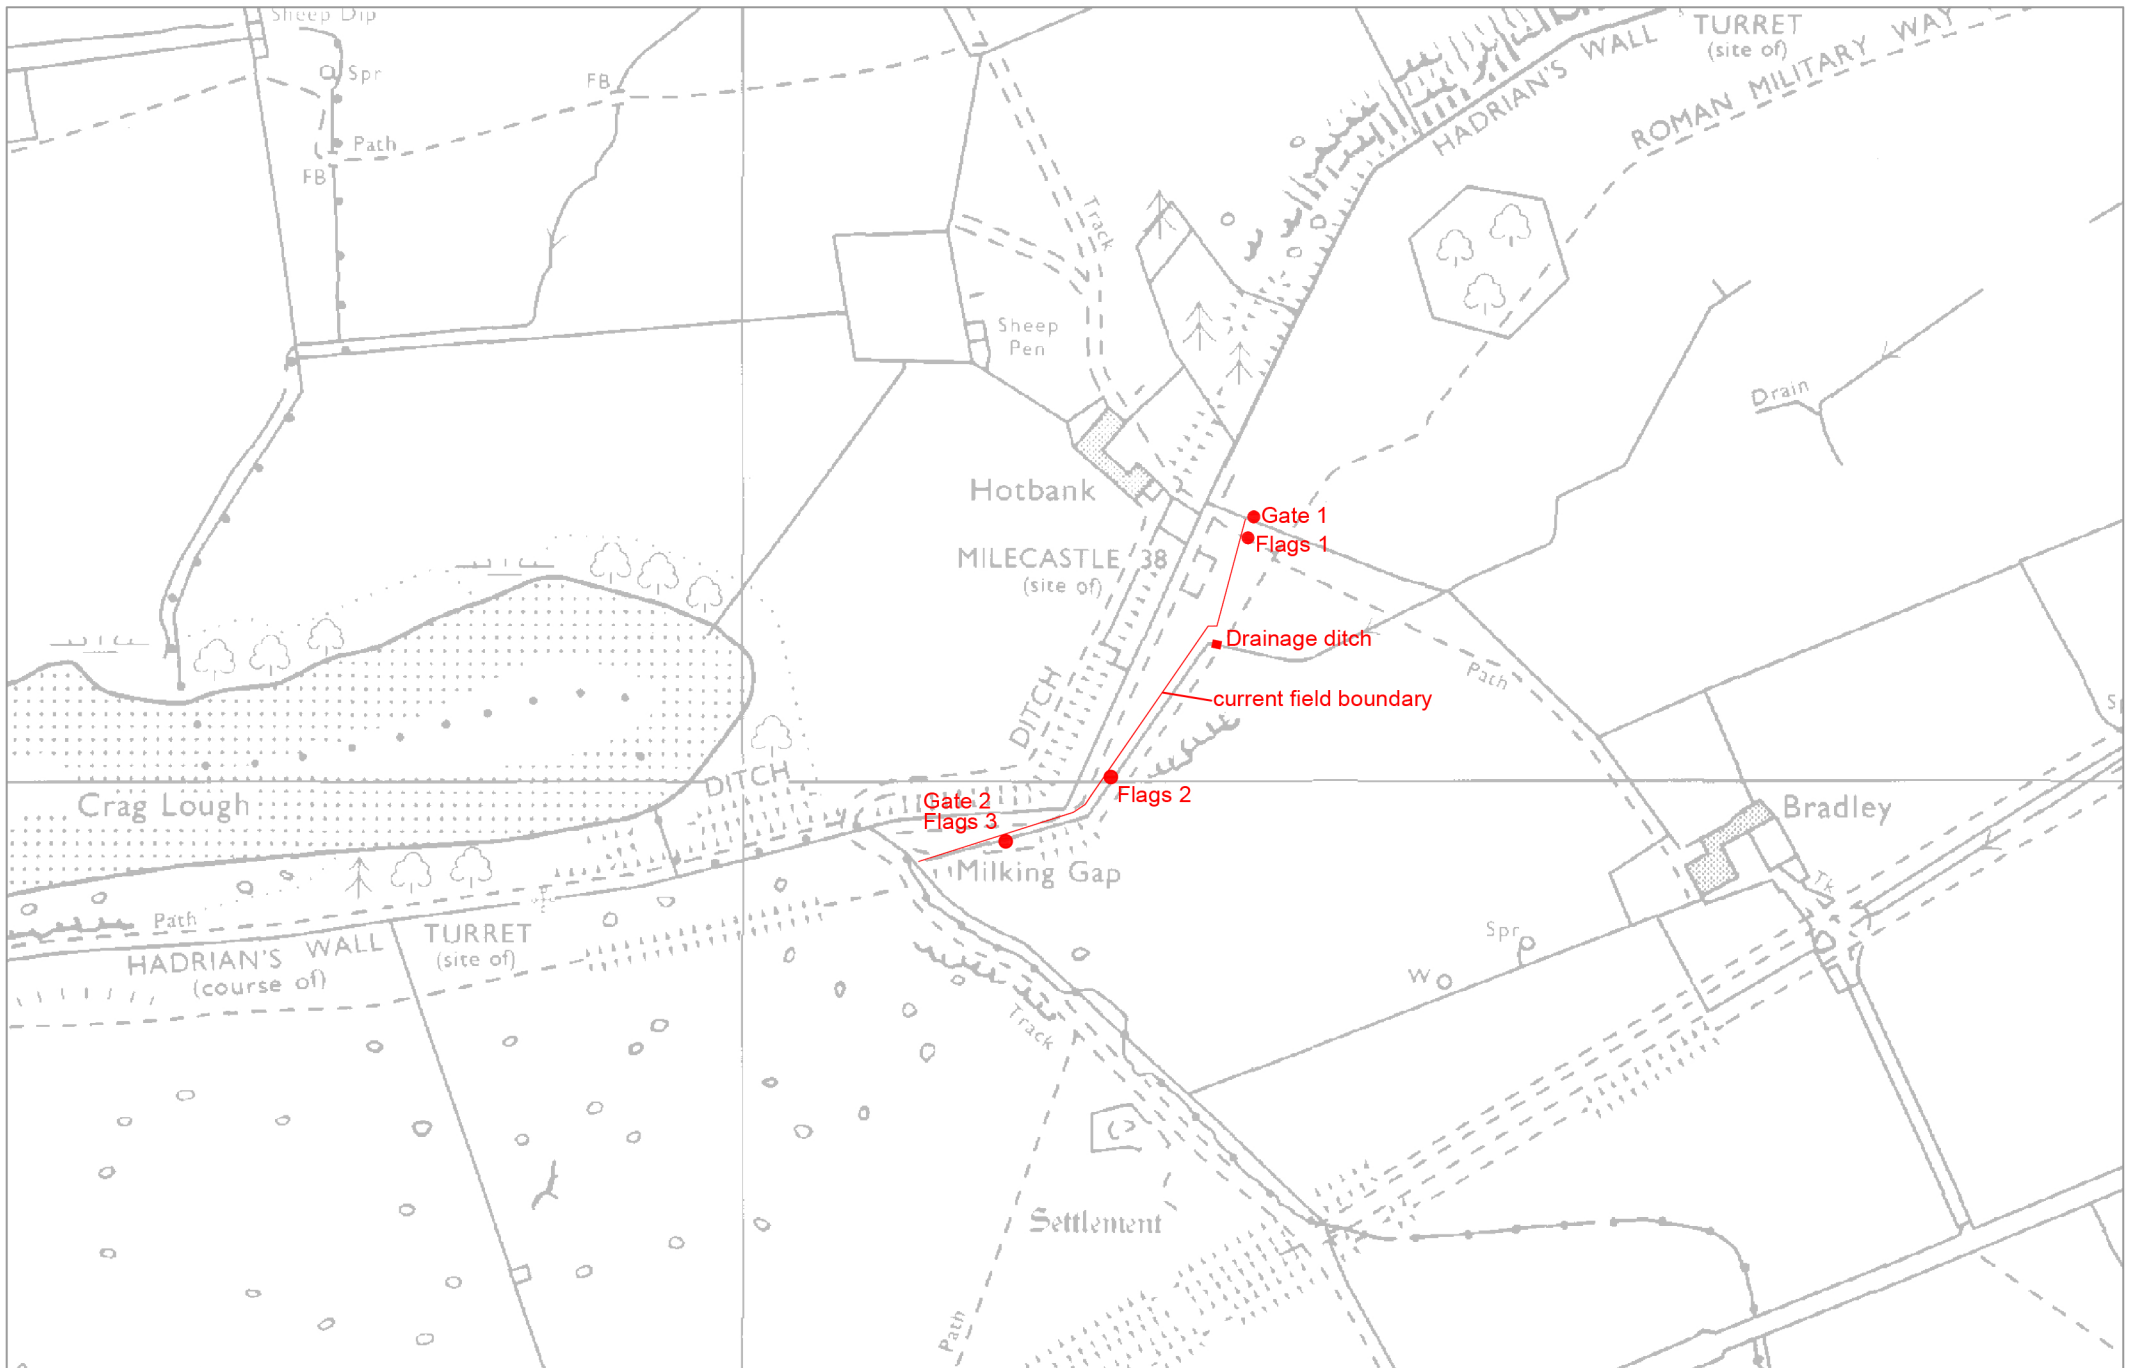 Sheep Dip
Spr
Path
FB
FB
Track
Sheep
Pen
TURRET
(site of)
HADRIAN'S WALL
ROMAN MILITARY WAY
Drain
Hotbank
Gate 1
Flags 1
MILECASTLE 38
(site of)
Drainage ditch
Path
current field boundary
DITCH
DITCH
Crag Lough
Gate 2
Flags 3
Flags 2
Bradley
Milking Gap
Tk
Path
TURRET
(site of)
HADRIAN'S WALL
(course of)
Spr
W
Track
Settlement
Path